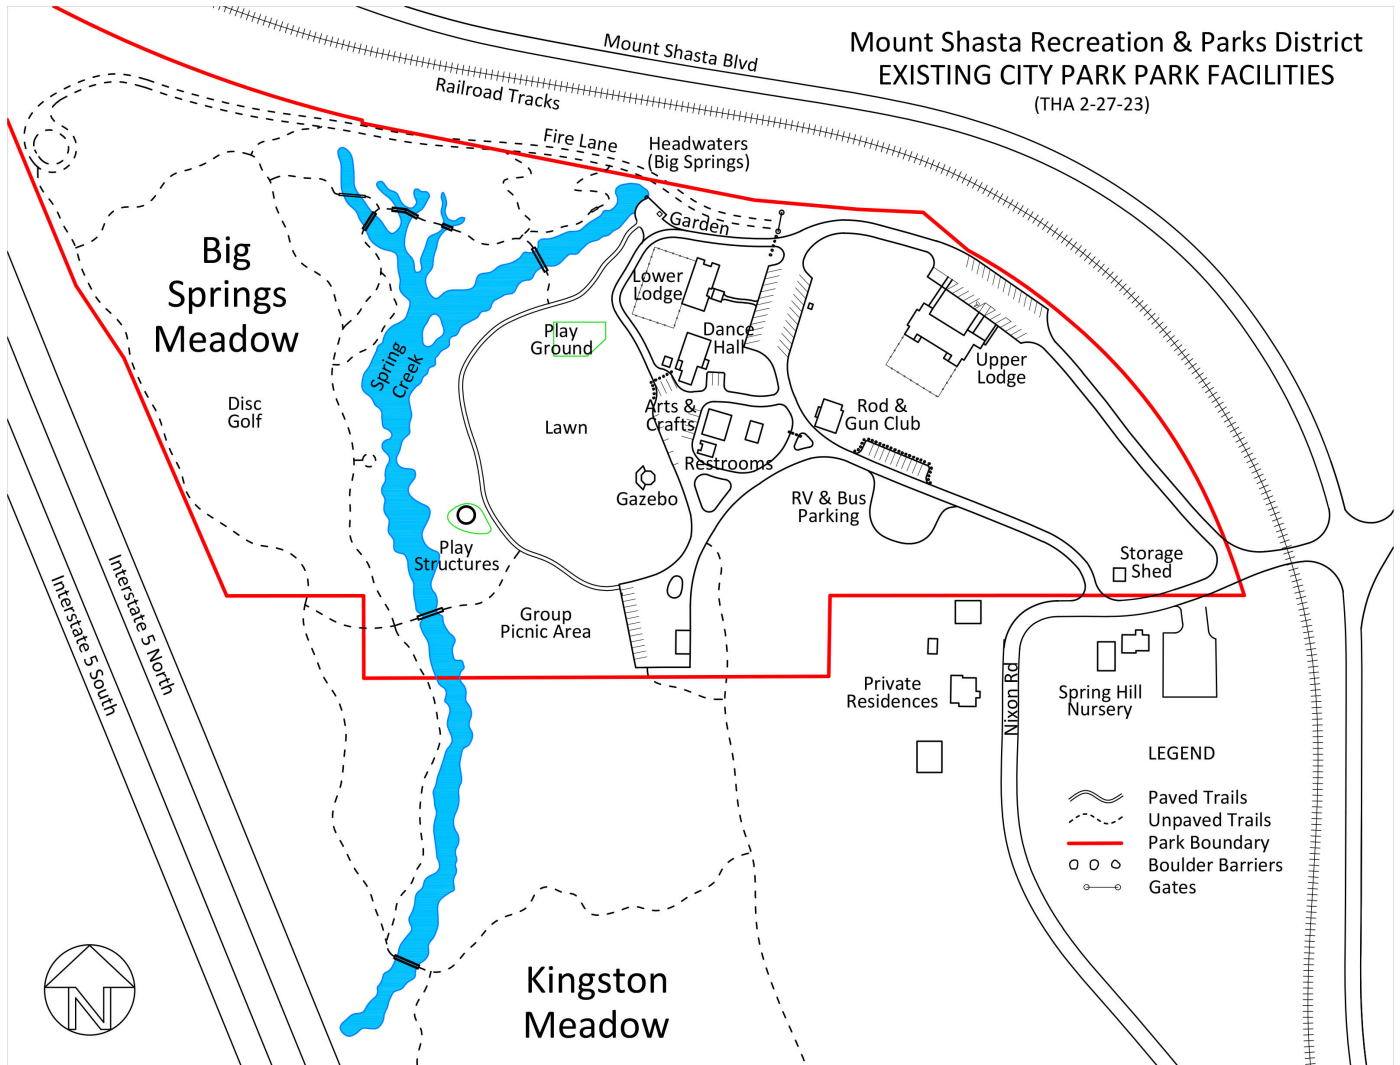 Mount Shasta Recreation & Parks District
EXISTING CITY PARK PARK FACILITIES
(THA 2-27-23)
Mount Shasta Blvd
Railroad Tracks
Fire Lane
Headwaters
(Big Springs)
Garden
Big
Springs
Meadow
Lower
Lodge
Dance
Hall
Play
Ground
Upper
Lodge
Spring
Creek
Disc
Golf
Lawn
Arts &
Crafts
Rod &
Gun Club
Restrooms
Gazebo
RV & Bus
Parking
Play
Structures
Storage
Shed
Group
Picnic Area
Interstate 5 North
Interstate 5 South
Private
Residences
Nixon Rd
Spring Hill
Nursery
LEGEND
Paved Trails
Unpaved Trails
Park Boundary
Boulder Barriers
Gates
Kingston
Meadow
N